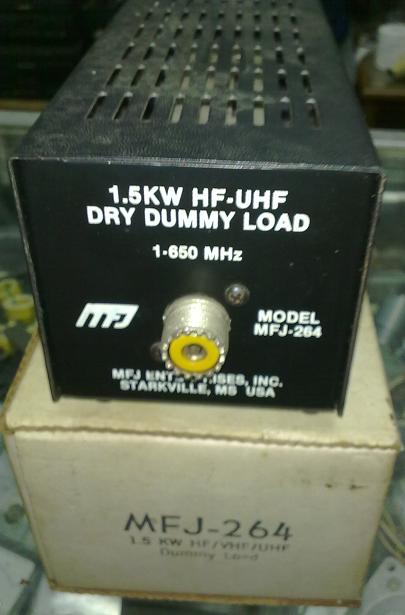 1.5KW HF-UHF
DRY DUMMY LOAD
1-650 MHz
MFJ
MODEL
MFJ-264
MFJ INC.
STARKVILLE, MS USA
MFJ-264
1.5 KW HF/VHF/UHF
Dummy Load